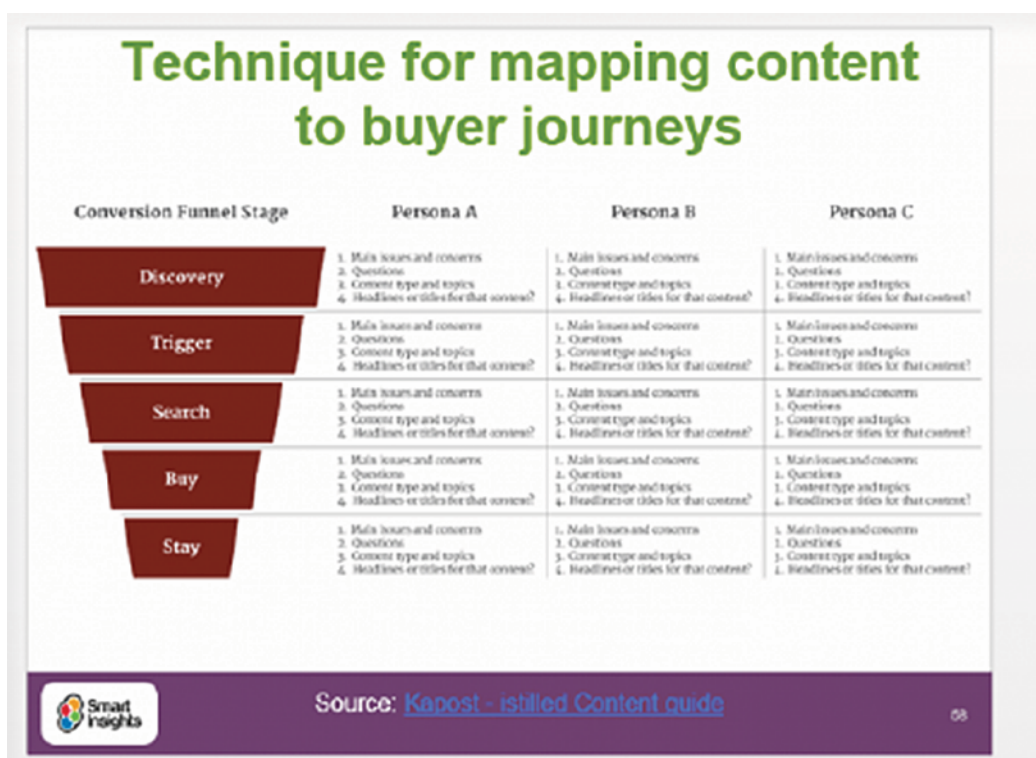 Technique for mapping content
to buyer journeys
Conversion Funnel Stage
Persona A
Persona B
Persona C
Discovery
1. Main issues and concerns
2. Questions
3. Content type and topics
4. Headlines or titles for that content?
1. Main issues and concerns
2. Questions
3. Content type and topics
4. Headlines or titles for that content?
1. Main issues and concerns
2. Questions
3. Content type and topics
4. Headlines or titles for that content?
Trigger
1. Main issues and concerns
2. Questions
3. Content type and topics
4. Headlines or titles for that content?
1. Main issues and concerns
2. Questions
3. Content type and topics
4. Headlines or titles for that content?
1. Main issues and concerns
2. Questions
3. Content type and topics
4. Headlines or titles for that content?
Search
1. Main issues and concerns
2. Questions
3. Content type and topics
4. Headlines or titles for that content?
1. Main issues and concerns
2. Questions
3. Content type and topics
4. Headlines or titles for that content?
1. Main issues and concerns
2. Questions
3. Content type and topics
4. Headlines or titles for that content?
Buy
1. Main issues and concerns
2. Questions
3. Content type and topics
4. Headlines or titles for that content?
1. Main issues and concerns
2. Questions
3. Content type and topics
4. Headlines or titles for that content?
1. Main issues and concerns
2. Questions
3. Content type and topics
4. Headlines or titles for that content?
Stay
1. Main issues and concerns
2. Questions
3. Content type and topics
4. Headlines or titles for that content?
1. Main issues and concerns
2. Questions
3. Content type and topics
4. Headlines or titles for that content?
1. Main issues and concerns
2. Questions
3. Content type and topics
4. Headlines or titles for that content?
Smart
Insights
Source: Kapost - istilled Content guide
58